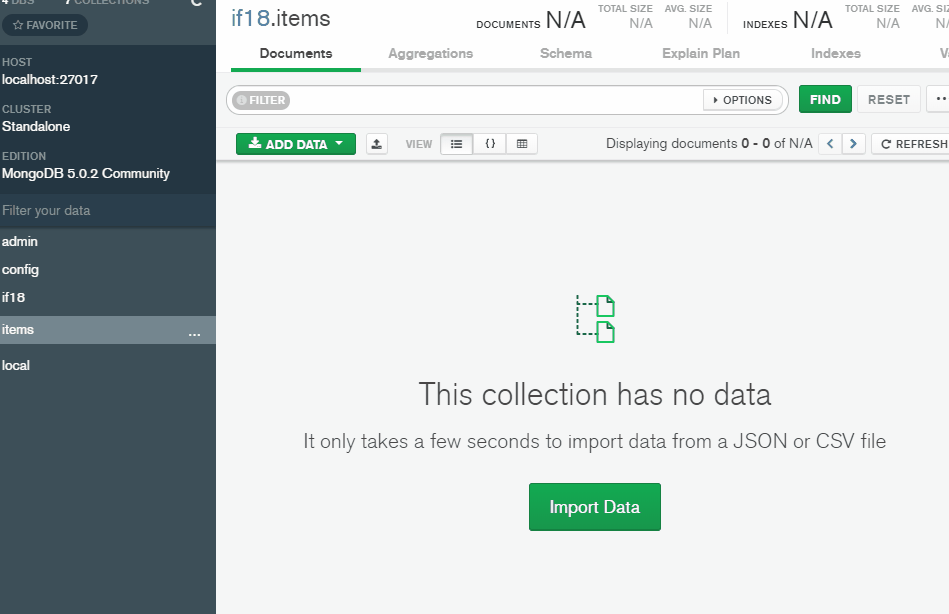 4 DBS 7 COLLECTIONS
FAVORITE
HOST
localhost:27017
CLUSTER
Standalone
EDITION
MongoDB 5.0.2 Community
Filter your data
admin
config
if18
items ...
local
if18.items
DOCUMENTS N/A
TOTAL SIZE
N/A
AVG. SIZE
N/A
INDEXES N/A
TOTAL SIZE
N/A
Documents Aggregations Schema Explain Plan Indexes
FILTER
OPTIONS
FIND
RESET
ADD DATA
VIEW
{}
Displaying documents 0 - 0 of N/A
REFRESH
This collection has no data
It only takes a few seconds to import data from a JSON or CSV file
Import Data